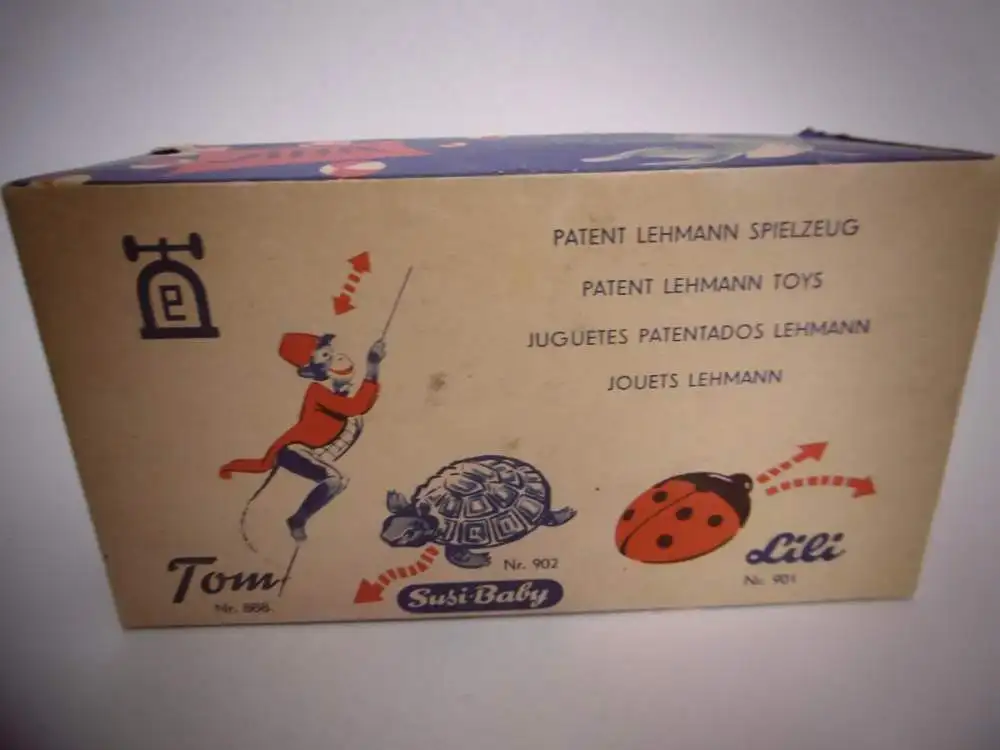 PATENT LEHMANN SPIELZEUG
PATENT LEHMANN TOYS
JUGUETES PATENTADOS LEHMANN
JOUETS LEHMANN
Tom
Nr. 902
Susi-Baby
Lili
Nr. 901